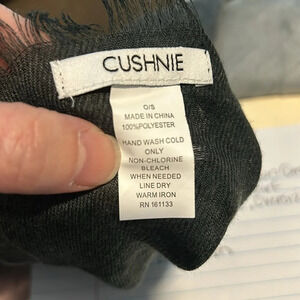 CUSHNIE
O/S
MADE IN CHINA
100%POLYESTER
HAND WASH COLD
ONLY
NON-CHLORINE
BLEACH
WHEN NEEDED
LINE DRY
WARM IRON
RN 161133